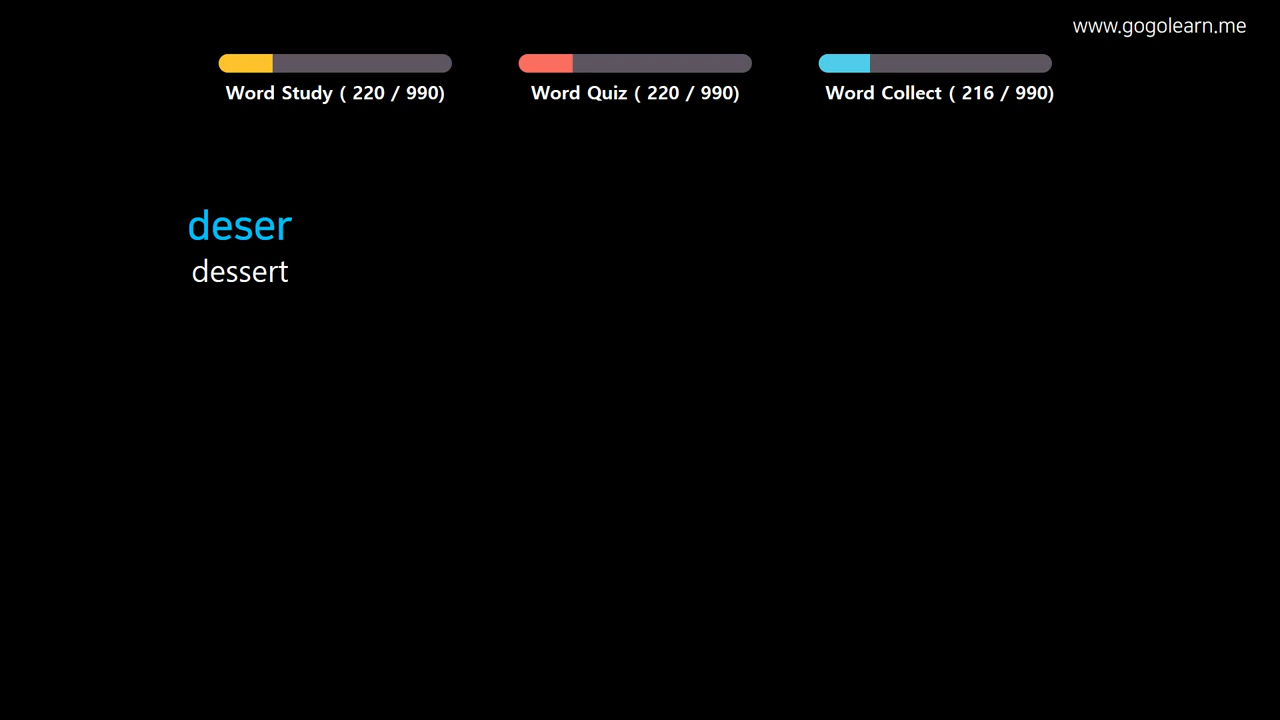 www.gogolearn.me
Word Study ( 220 / 990)
Word Quiz ( 220 / 990)
Word Collect ( 216 / 990)
deser
dessert